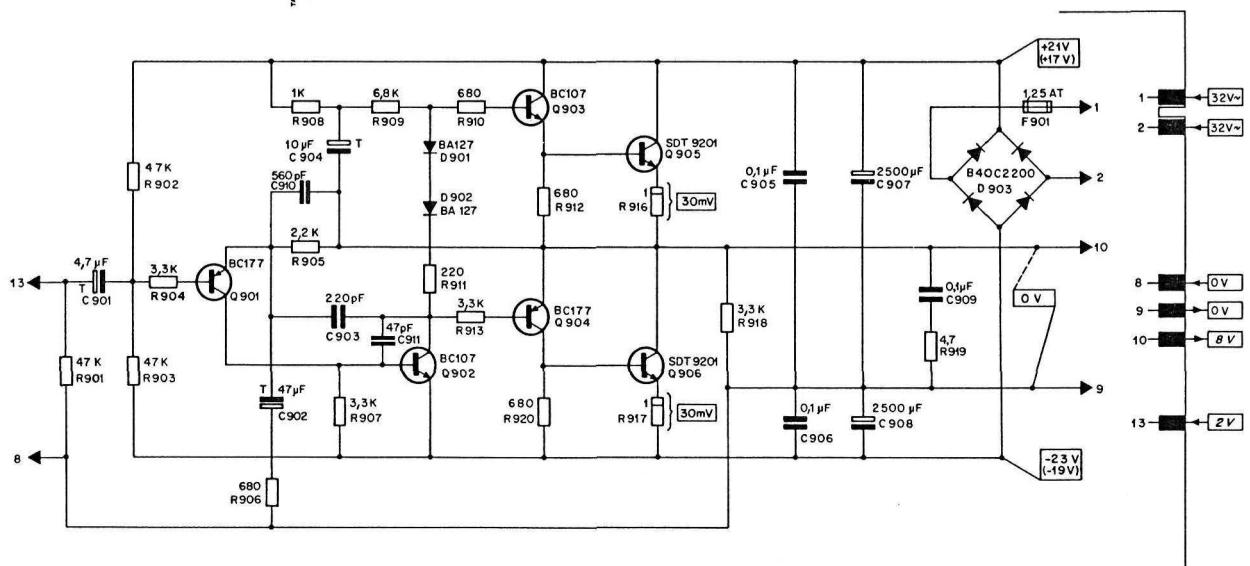 +21V
(+17V)
1K
R908
6,8K
R909
680
R910
BC107
Q903
1,25 AT
F901
1
1
32V~
2
32V~
10µF
C904
T
BA127
D901
SDT 9201
Q905
47K
R902
560pF
C910
D902
BA 127
680
R912
1
R916
30mV
0,1µF
C905
2500µF
C907
B40C2200
D903
2
2,2K
R905
10
4,7µF
T
C901
13
3,3K
R904
BC177
Q901
220
R911
220pF
C903
47pF
C911
3,3K
R913
BC177
Q904
3,3K
R918
0,1µF
C909
0V
8
0V
9
0V
10
8V
47K
R901
47K
R903
BC107
Q902
SDT9201
Q906
4,7
R919
9
T
47µF
C902
3,3K
R907
680
R920
1
R917
30mV
0,1µF
C906
2500µF
C908
13
2V
8
-23V
(-19V)
680
R906